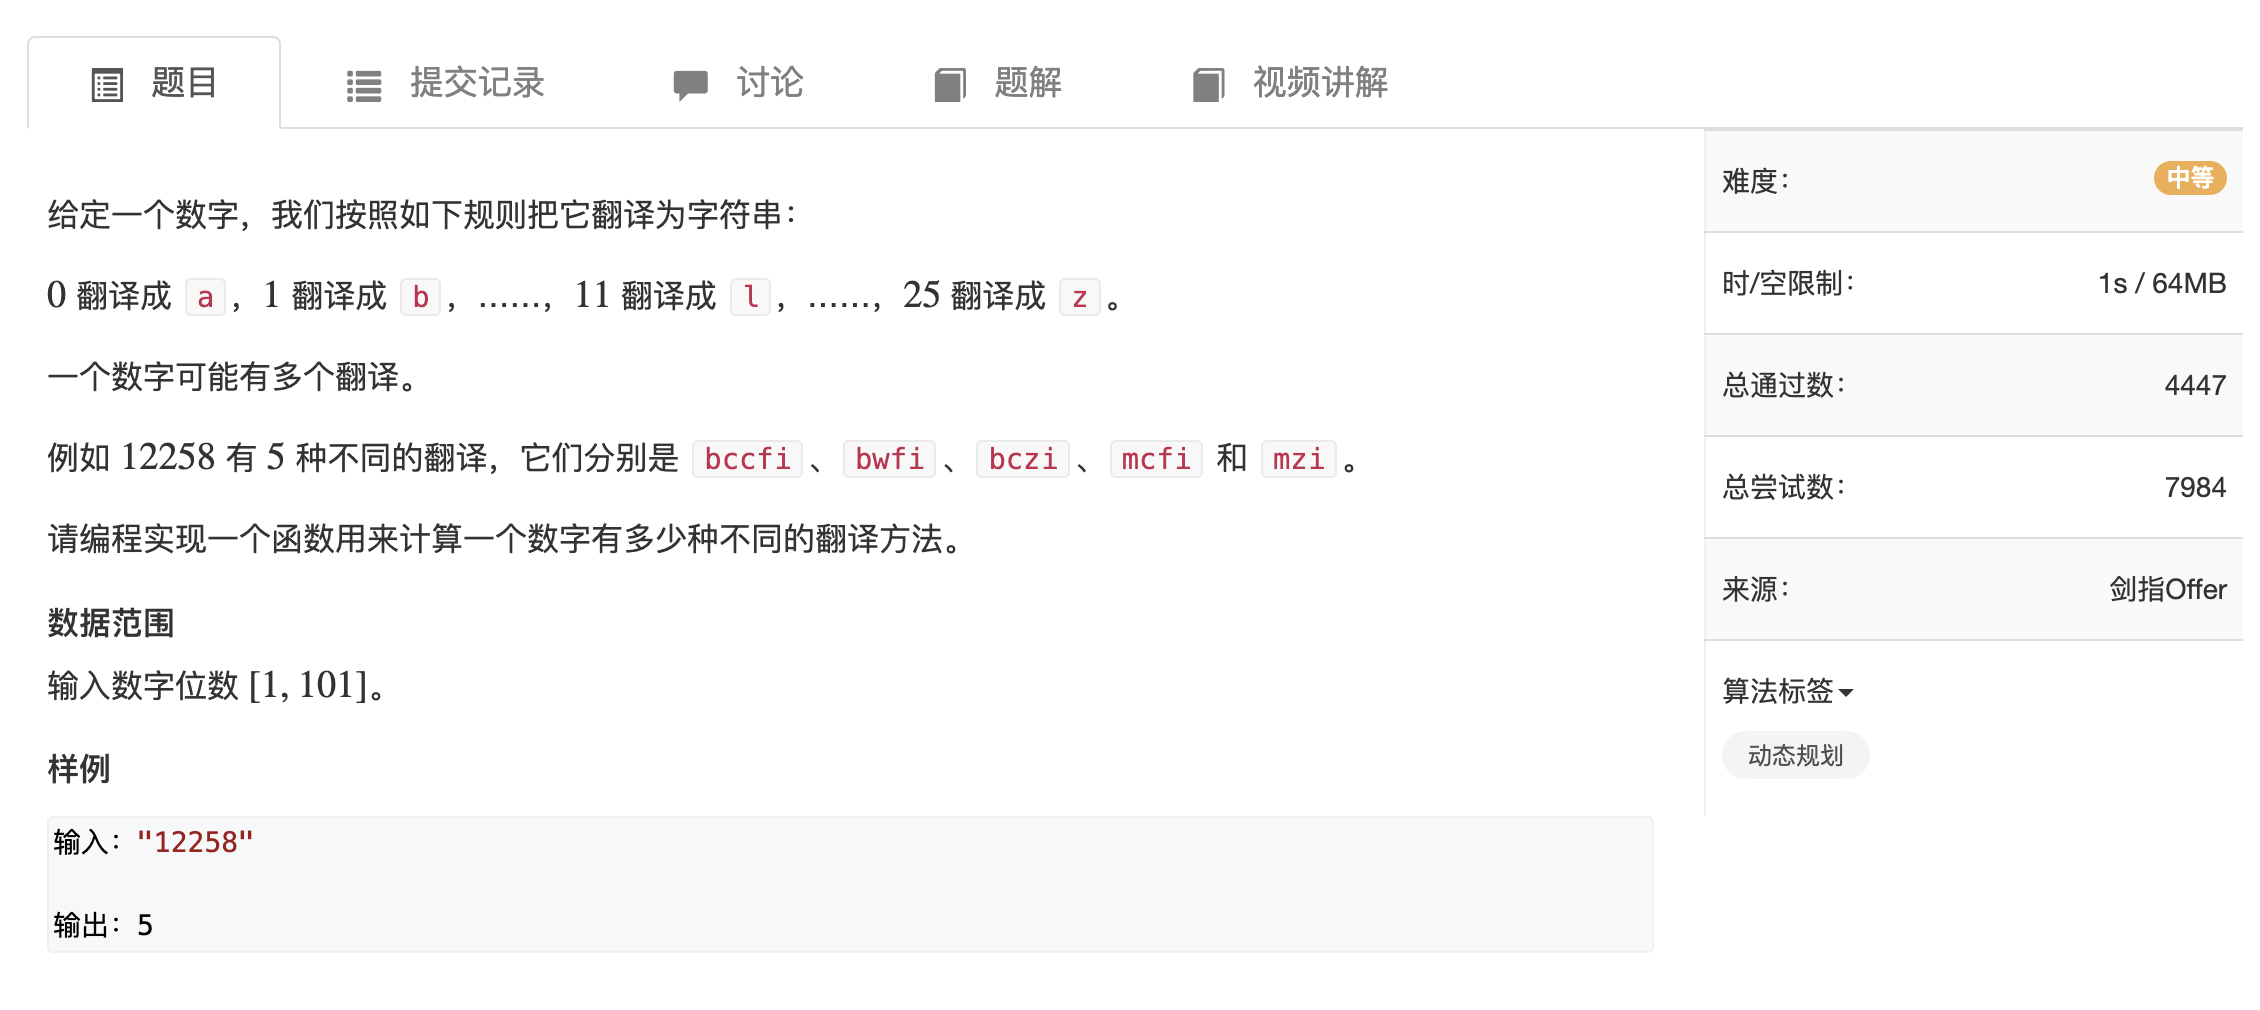 题目
提交记录
讨论
题解
视频讲解
给定一个数字，我们按照如下规则把它翻译为字符串：
0 翻译成 a，1 翻译成 b，……，11 翻译成 l，……，25 翻译成 z。
一个数字可能有多个翻译。
例如 12258 有 5 种不同的翻译，它们分别是 bccfi、bwfi、bczi、mcfi 和 mzi。
请编程实现一个函数用来计算一个数字有多少种不同的翻译方法。
数据范围
输入数字位数 [1, 101]。
样例
输入："12258"
输出：5
难度： 中等
时/空限制： 1s / 64MB
总通过数： 4447
总尝试数： 7984
来源： 剑指Offer
算法标签
动态规划